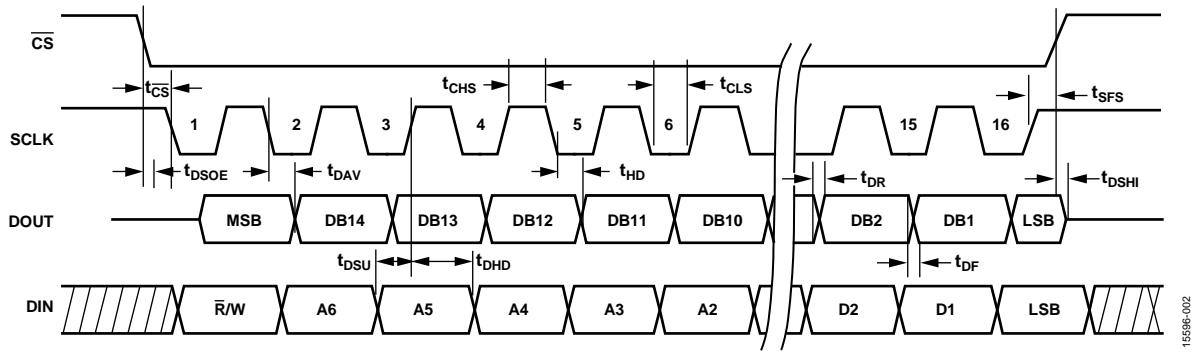 CS
tCS
tCHS
tCLS
tSFS
SCLK
1 2 3 4 5 6 15 16
tDSOE
tDAV
tHD
tDR
tDSHI
DOUT
MSB DB14 DB13 DB12 DB11 DB10 DB2 DB1 LSB
tDSU
tDHD
tDF
DIN
R/W A6 A5 A4 A3 A2 D2 D1 LSB
15596-002